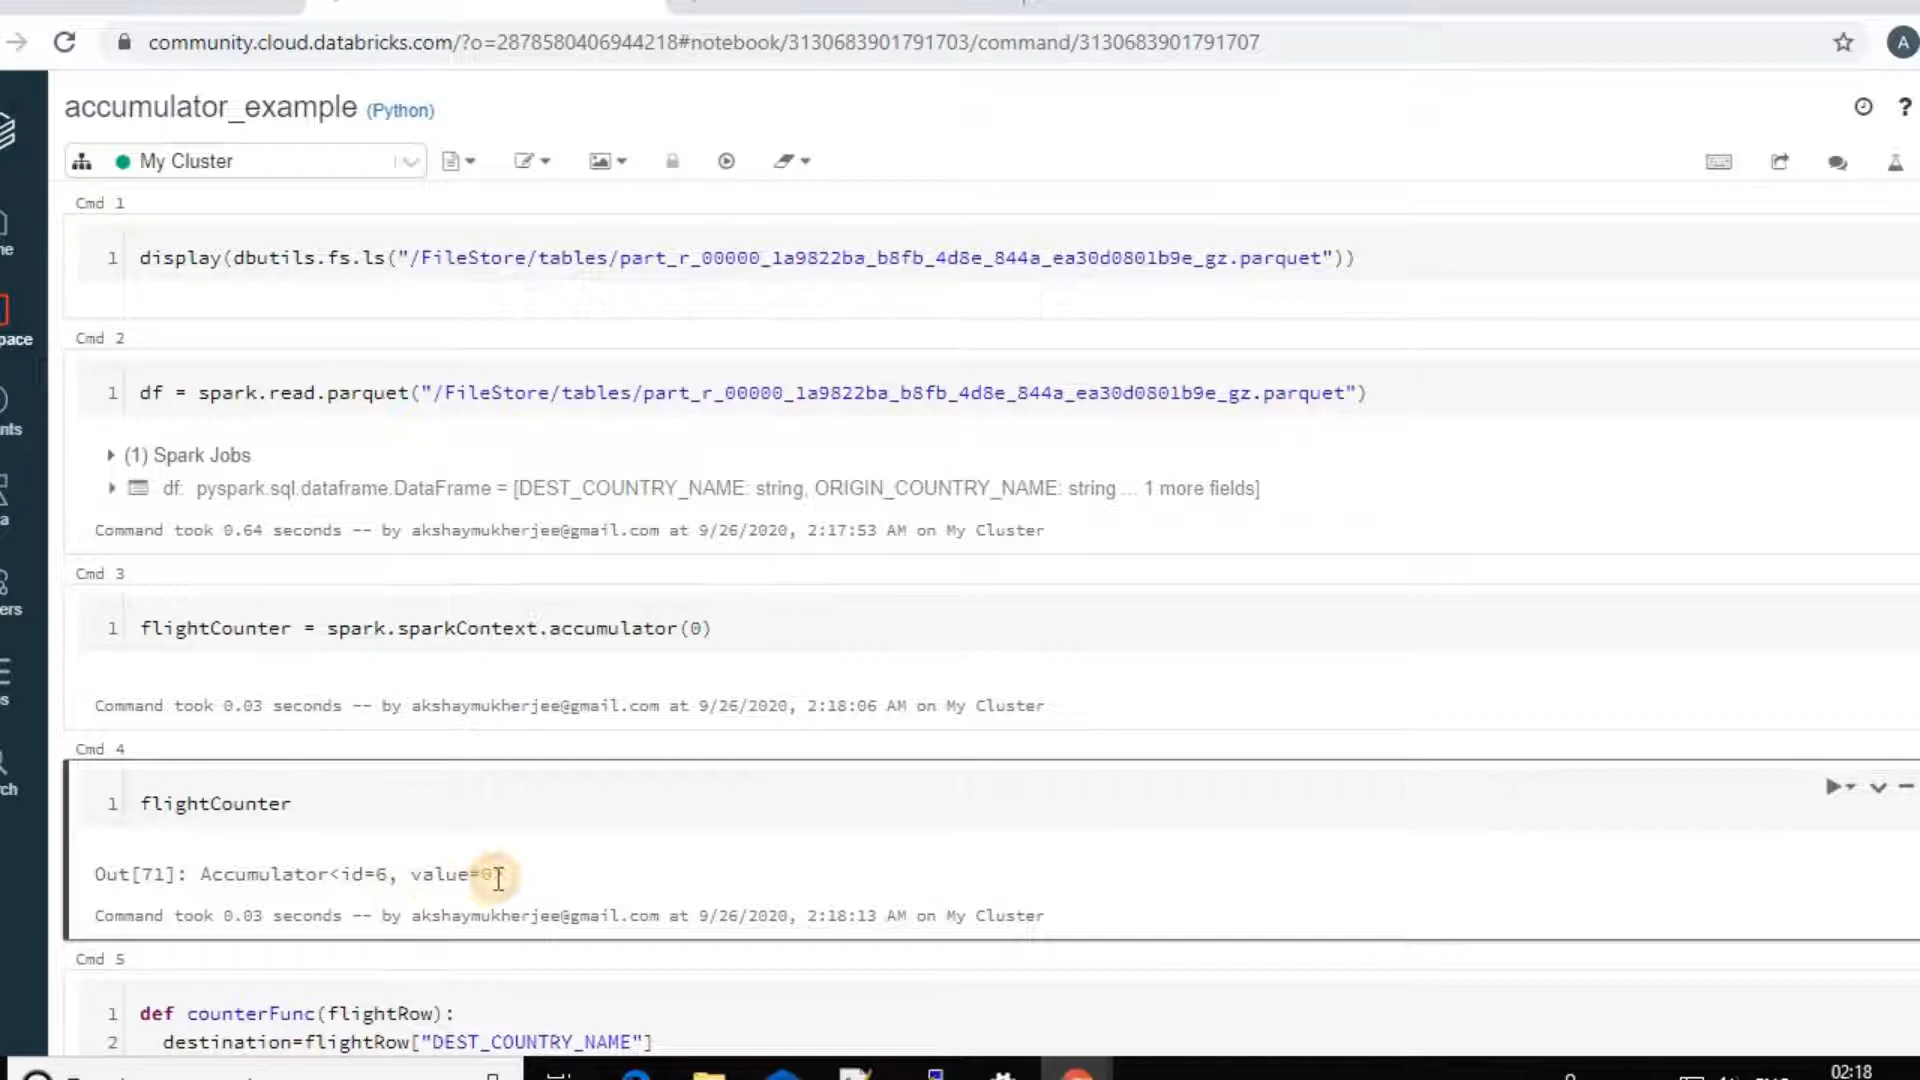 community.cloud.databricks.com/?o=2878580406944218#notebook/3130683901791703/command/3130683901791707
A
accumulator_example (Python)
?
My Cluster
Cmd 1
1 display(dbutils.fs.ls("/FileStore/tables/part_r_00000_1a9822ba_b8fb_4d8e_844a_ea30d0801b9e_gz.parquet"))
Cmd 2
1 df = spark.read.parquet("/FileStore/tables/part_r_00000_1a9822ba_b8fb_4d8e_844a_ea30d0801b9e_gz.parquet")
(1) Spark Jobs
df: pyspark.sql.dataframe.DataFrame = [DEST_COUNTRY_NAME: string, ORIGIN_COUNTRY_NAME: string ... 1 more fields]
Command took 0.64 seconds -- by akshaymukherjee@gmail.com at 9/26/2020, 2:17:53 AM on My Cluster
Cmd 3
1 flightCounter = spark.sparkContext.accumulator(0)
Command took 0.03 seconds -- by akshaymukherjee@gmail.com at 9/26/2020, 2:18:06 AM on My Cluster
Cmd 4
1 flightCounter
Out[71]: Accumulator<id=6, value=0>
Command took 0.03 seconds -- by akshaymukherjee@gmail.com at 9/26/2020, 2:18:13 AM on My Cluster
Cmd 5
1 def counterFunc(flightRow):
2 destination=flightRow["DEST_COUNTRY_NAME"]
02:18